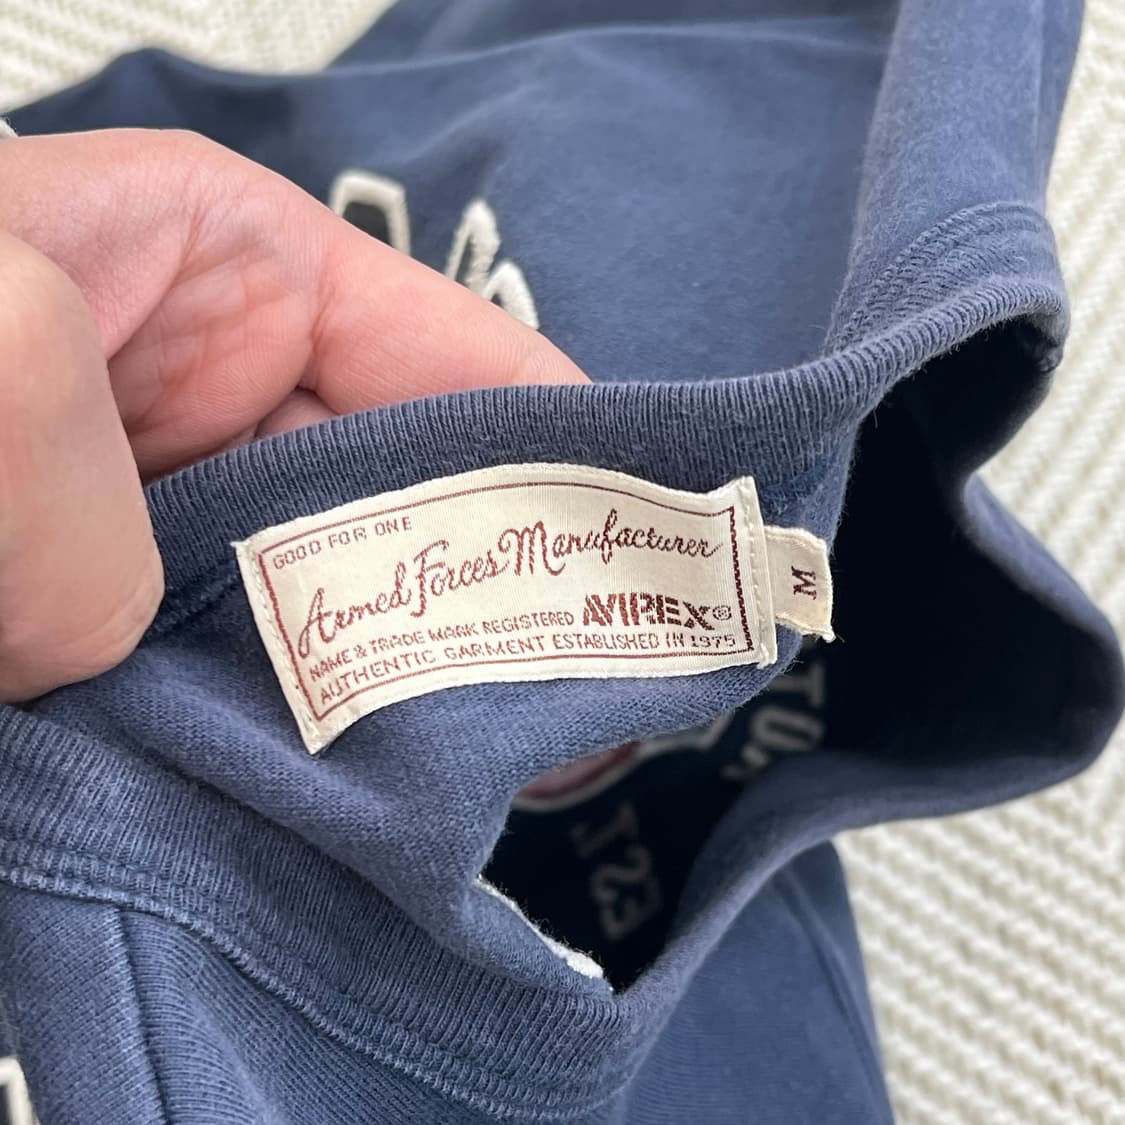 GOOD FOR ONE
Armed Forces Manufacturer
NAME & TRADE MARK REGISTERED AVIREX®
AUTHENTIC GARMENT ESTABLISHED IN 1975
M